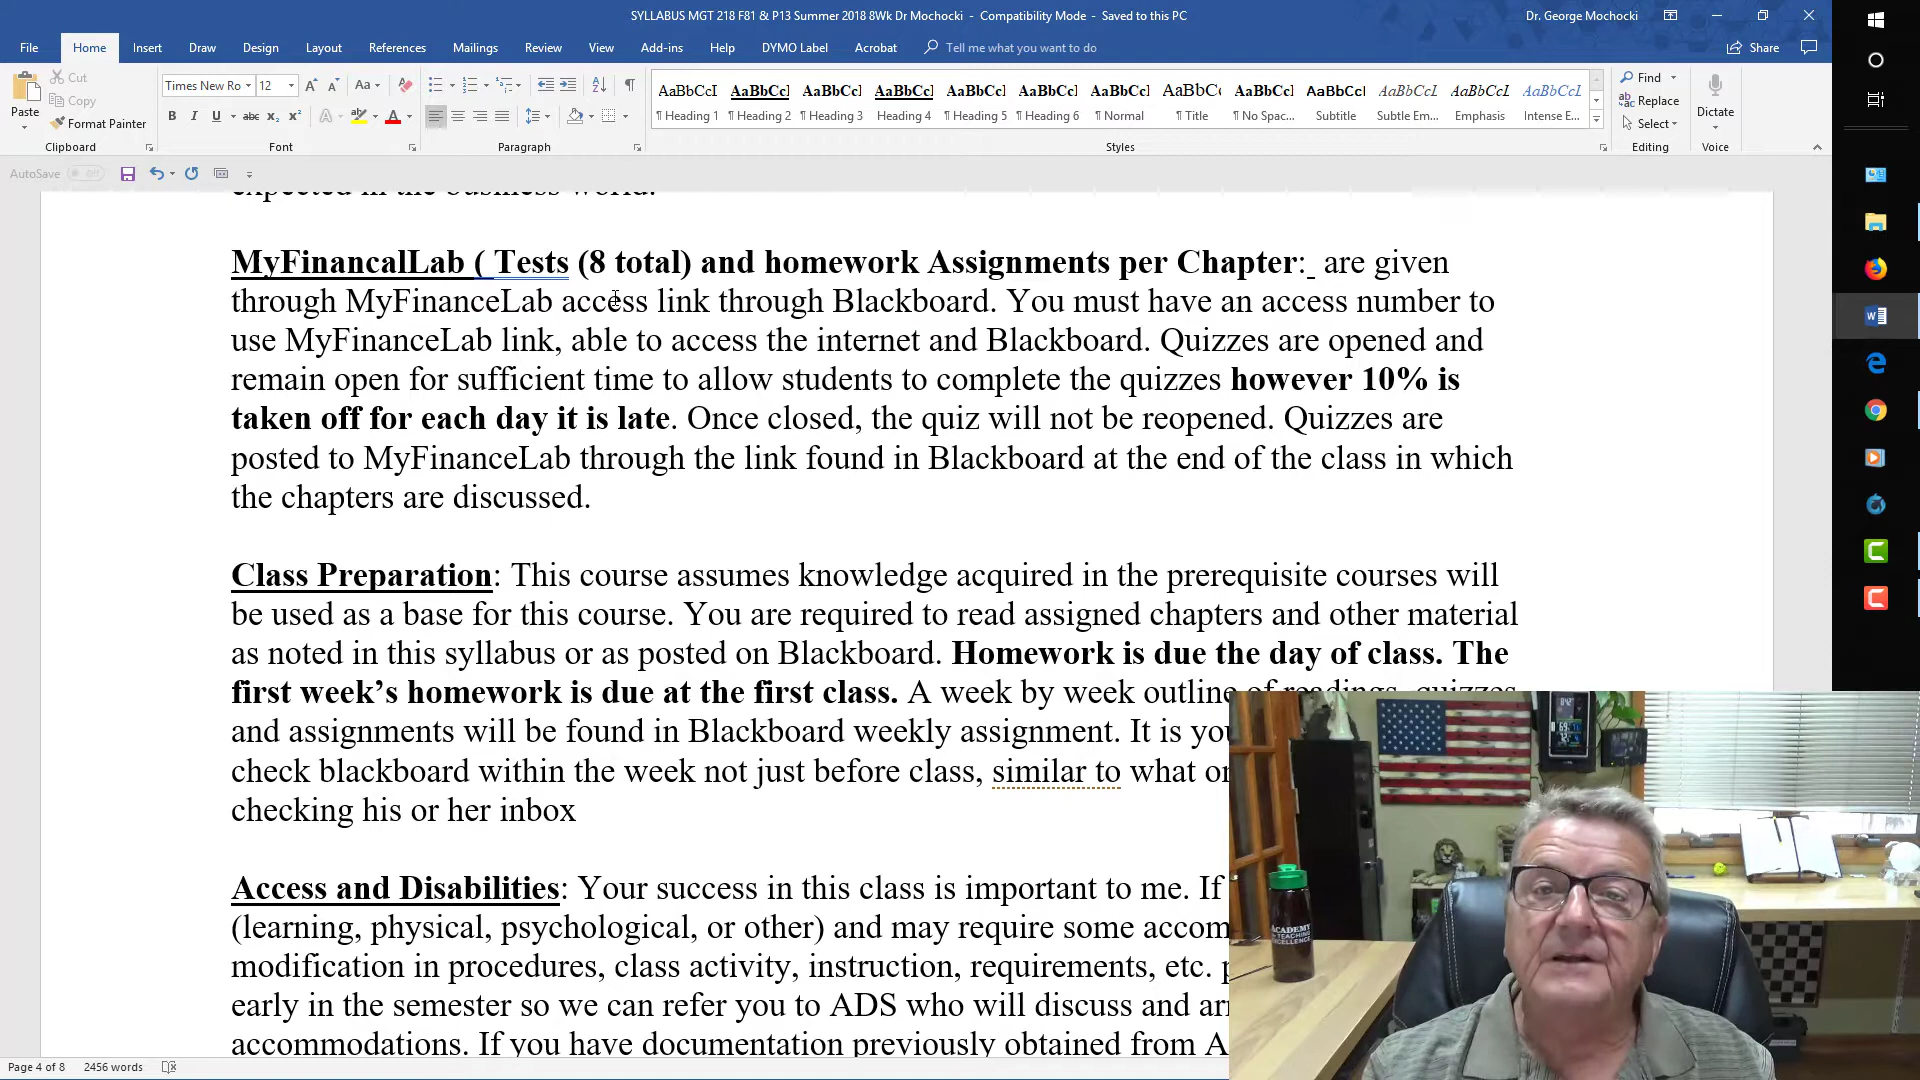 SYLLABUS MGT 218 F81 & P13 Summer 2018 8Wk Dr Mochocki - Compatibility Mode - Saved to this PC
Dr. George Mochocki
File Home Insert Draw Design Layout References Mailings Review View Add-ins Help DYMO Label Acrobat Tell me what you want to do Share
Paste
Cut
Copy
Format Painter
Times New Ro 12
AaBbCcI AaBbCcI AaBbCcI AaBbCcI AaBbCcI AaBbCcI AaBbCcI AaBbC( AaBbCcI AaBbCcI AaBbCcL AaBbCcL AaBbCcL
¶ Heading 1 ¶ Heading 2 ¶ Heading 3 Heading 4 ¶ Heading 5 ¶ Heading 6 ¶ Normal ¶ Title ¶ No Spac... Subtitle Subtle Em... Emphasis Intense E...
Find
Replace
Select
Dictate
Clipboard Font Paragraph Styles Editing Voice
AutoSave Off
expected in the business world.
MyFinancalLab ( Tests (8 total) and homework Assignments per Chapter: are given
through MyFinanceLab access link through Blackboard. You must have an access number to
use MyFinanceLab link, able to access the internet and Blackboard. Quizzes are opened and
remain open for sufficient time to allow students to complete the quizzes however 10% is
taken off for each day it is late. Once closed, the quiz will not be reopened. Quizzes are
posted to MyFinanceLab through the link found in Blackboard at the end of the class in which
the chapters are discussed.
Class Preparation: This course assumes knowledge acquired in the prerequisite courses will
be used as a base for this course. You are required to read assigned chapters and other material
as noted in this syllabus or as posted on Blackboard. Homework is due the day of class. The
first week’s homework is due at the first class. A week by week outline of readings, quizzes
and assignments will be found in Blackboard weekly assignment. It is
check blackboard within the week not just before class, similar to what
checking his or her inbox
Access and Disabilities: Your success in this class is important to me. If
(learning, physical, psychological, or other) and may require some
modification in procedures, class activity, instruction, requirements, etc.
early in the semester so we can refer you to ADS who will discuss and
accommodations. If you have documentation previously obtained from
ACADEMY
TEACHING
EXCELLENCE
Page 4 of 8 2456 words